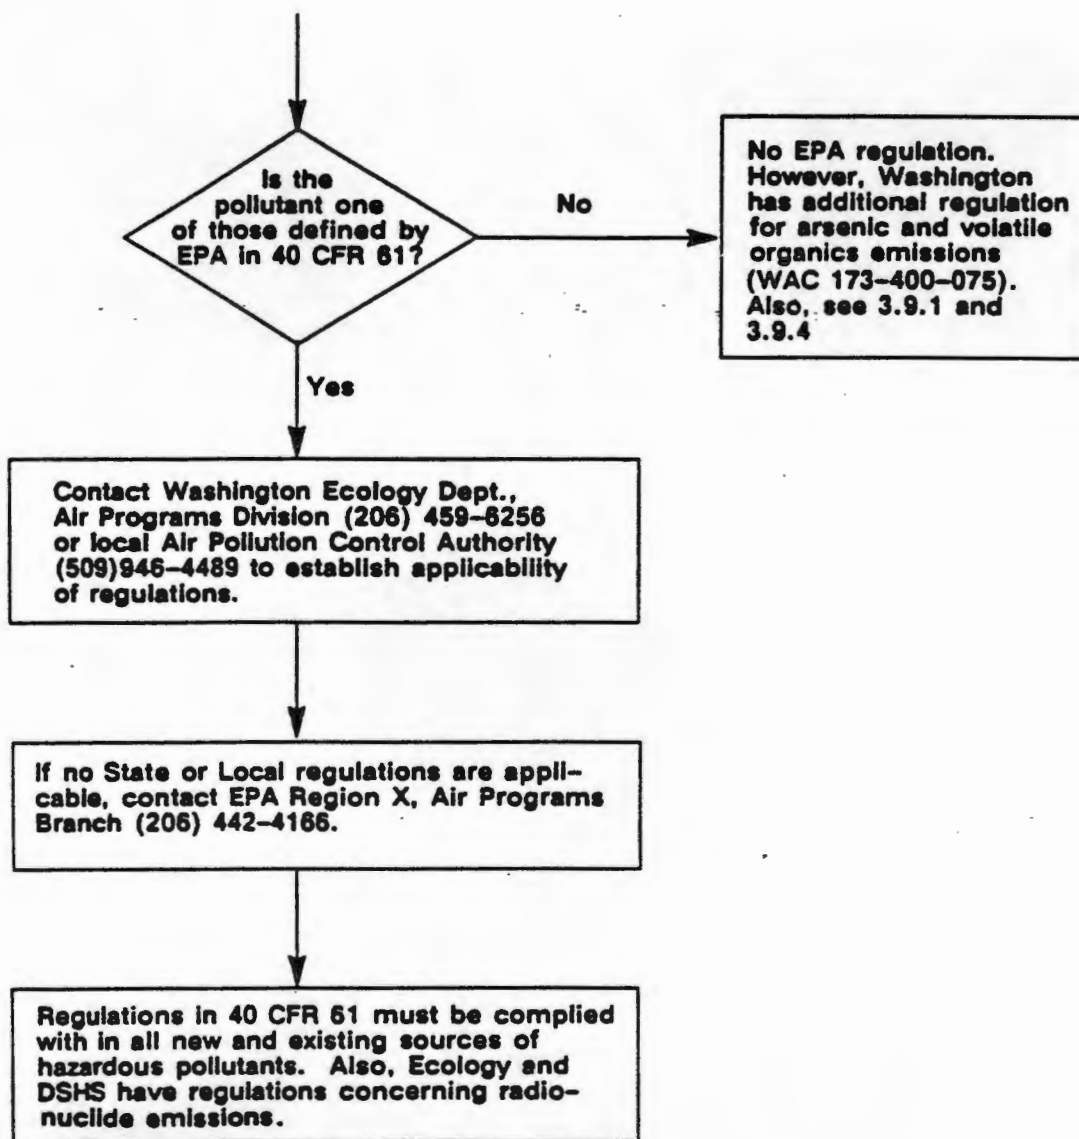 Is the
pollutant one
of those defined by
EPA in 40 CFR 61?
No
No EPA regulation.
However, Washington
has additional regulation
for arsenic and volatile
organics emissions
(WAC 173-400-075).
Also, see 3.9.1 and
3.9.4
Yes
Contact Washington Ecology Dept.,
Air Programs Division (206) 459-6256
or local Air Pollution Control Authority
(509)946-4489 to establish applicability
of regulations.
If no State or Local regulations are appli-
cable, contact EPA Region X, Air Programs
Branch (206) 442-4166.
Regulations in 40 CFR 61 must be complied
with in all new and existing sources of
hazardous pollutants. Also, Ecology and
DSHS have regulations concerning radio-
nuclide emissions.